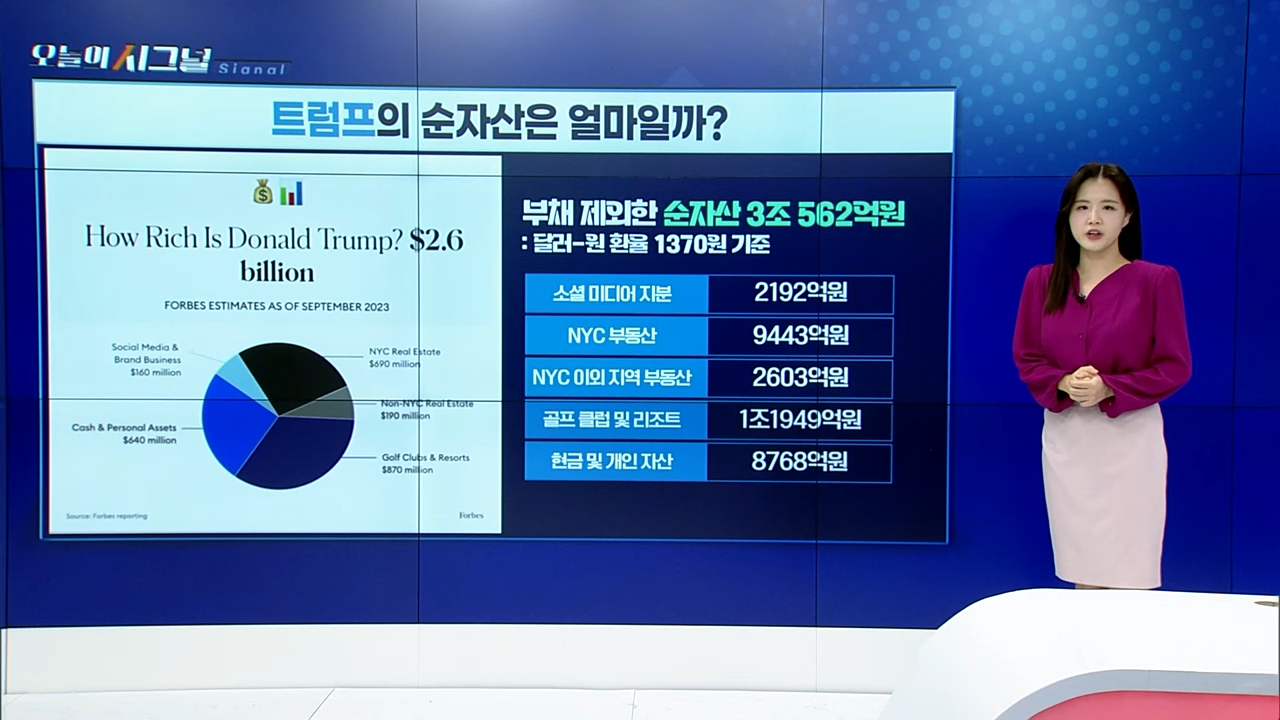 오늘의 시그널 Signal
트럼프의 순자산은 얼마일까?
How Rich Is Donald Trump? $2.6
billion
FORBES ESTIMATES AS OF SEPTEMBER 2023
Social Media &
Brand Business
$160 million
NYC Real Estate
$690 million
Non-NYC Real Estate
$190 million
Cash & Personal Assets
$640 million
Golf Clubs & Resorts
$870 million
Source: Forbes reporting
Forbes
부채 제외한 순자산 3조 562억원
: 달러-원 환율 1370원 기준
소셜 미디어 지분 2192억원
NYC 부동산 9443억원
NYC 이외 지역 부동산 2603억원
골프 클럽 및 리조트 1조1949억원
현금 및 개인 자산 8768억원